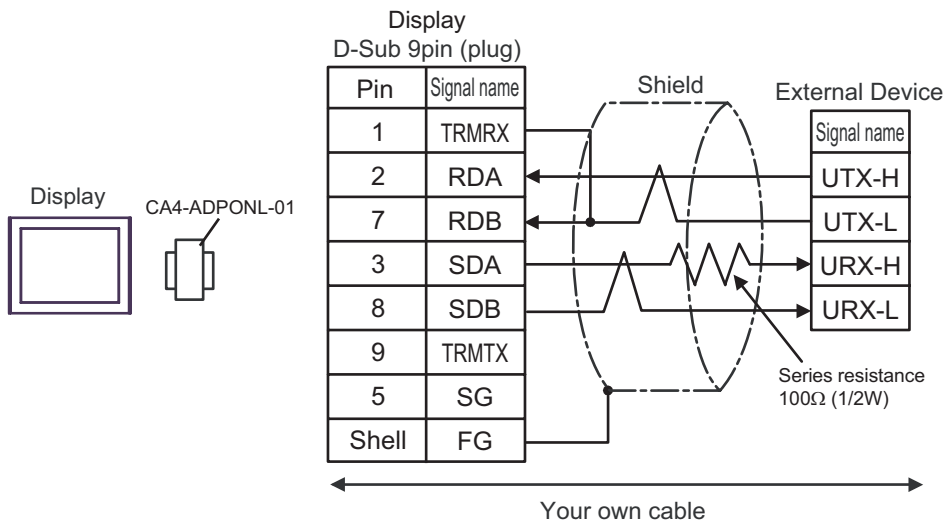 Display
D-Sub 9pin (plug)
Pin Signal name
1 TRMRX
2 RDA
7 RDB
3 SDA
8 SDB
9 TRMTX
5 SG
Shell FG
Shield
External Device
Signal name
UTX-H
UTX-L
URX-H
URX-L
Display
CA4-ADPONL-01
Series resistance
100Ω (1/2W)
Your own cable